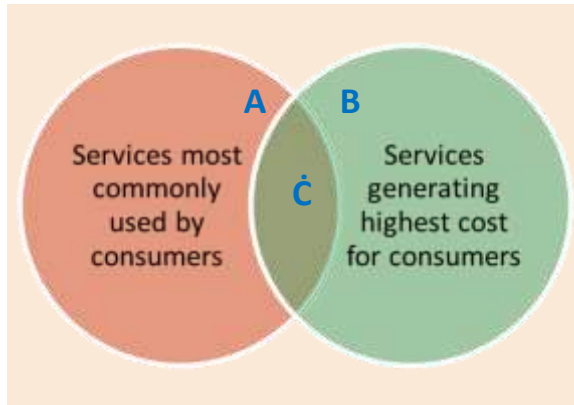 A
B
Services most
commonly
used by
consumers
Ċ
Services
generating
highest cost
for consumers